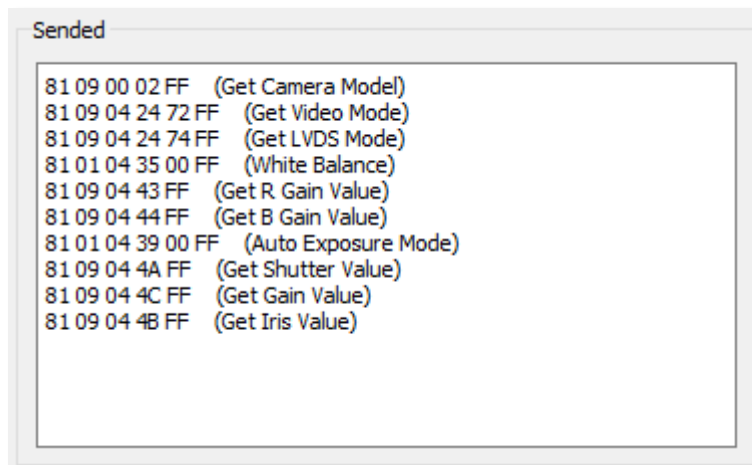 Sended
81 09 00 02 FF (Get Camera Model)
81 09 04 24 72 FF (Get Video Mode)
81 09 04 24 74 FF (Get LVDS Mode)
81 01 04 35 00 FF (White Balance)
81 09 04 43 FF (Get R Gain Value)
81 09 04 44 FF (Get B Gain Value)
81 01 04 39 00 FF (Auto Exposure Mode)
81 09 04 4A FF (Get Shutter Value)
81 09 04 4C FF (Get Gain Value)
81 09 04 4B FF (Get Iris Value)